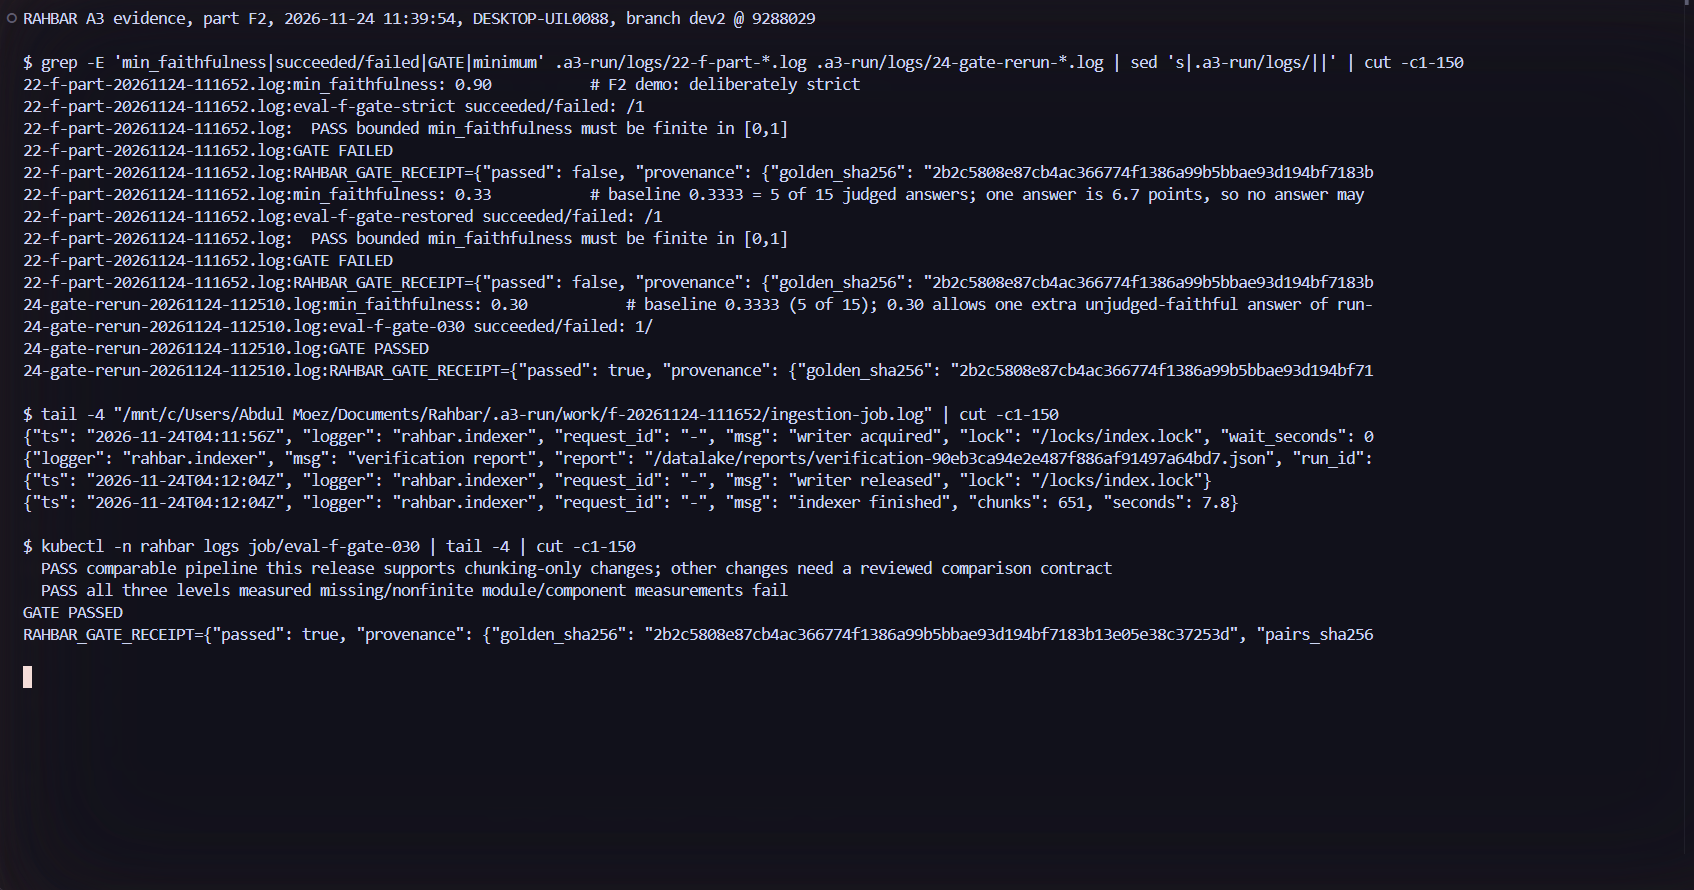 RAHBAR A3 evidence, part F2, 2026-11-24 11:39:54, DESKTOP-UIL0088, branch dev2 @ 9288029
$ grep -E 'min_faithfulness|succeeded/failed|GATE|minimum' .a3-run/logs/22-f-part-*.log .a3-run/logs/24-gate-rerun-*.log | sed 's|.a3-run/logs/||' | cut -c1-150
22-f-part-20261124-111652.log:min_faithfulness: 0.90           # F2 demo: deliberately strict
22-f-part-20261124-111652.log:eval-f-gate-strict succeeded/failed: /1
22-f-part-20261124-111652.log:  PASS bounded min_faithfulness must be finite in [0,1]
22-f-part-20261124-111652.log:GATE FAILED
22-f-part-20261124-111652.log:RAHBAR_GATE_RECEIPT={"passed": false, "provenance": {"golden_sha256": "2b2c5808e87cb4ac366774f1386a99b5bbae93d194bf7183b
22-f-part-20261124-111652.log:min_faithfulness: 0.33           # baseline 0.3333 = 5 of 15 judged answers; one answer is 6.7 points, so no answer may
22-f-part-20261124-111652.log:eval-f-gate-restored succeeded/failed: /1
22-f-part-20261124-111652.log:  PASS bounded min_faithfulness must be finite in [0,1]
22-f-part-20261124-111652.log:GATE FAILED
22-f-part-20261124-111652.log:RAHBAR_GATE_RECEIPT={"passed": false, "provenance": {"golden_sha256": "2b2c5808e87cb4ac366774f1386a99b5bbae93d194bf7183b
24-gate-rerun-20261124-112510.log:min_faithfulness: 0.30           # baseline 0.3333 (5 of 15); 0.30 allows one extra unjudged-faithful answer of run-
24-gate-rerun-20261124-112510.log:eval-f-gate-030 succeeded/failed: 1/
24-gate-rerun-20261124-112510.log:GATE PASSED
24-gate-rerun-20261124-112510.log:RAHBAR_GATE_RECEIPT={"passed": true, "provenance": {"golden_sha256": "2b2c5808e87cb4ac366774f1386a99b5bbae93d194bf71
$ tail -4 "/mnt/c/Users/Abdul Moez/Documents/Rahbar/.a3-run/work/f-20261124-111652/ingestion-job.log" | cut -c1-150
{"ts": "2026-11-24T04:11:56Z", "logger": "rahbar.indexer", "request_id": "-", "msg": "writer acquired", "lock": "/locks/index.lock", "wait_seconds": 0
{"logger": "rahbar.indexer", "msg": "verification report", "report": "/datalake/reports/verification-90eb3ca94e2e487f886af91497a64bd7.json", "run_id":
{"ts": "2026-11-24T04:12:04Z", "logger": "rahbar.indexer", "request_id": "-", "msg": "writer released", "lock": "/locks/index.lock"}
{"ts": "2026-11-24T04:12:04Z", "logger": "rahbar.indexer", "request_id": "-", "msg": "indexer finished", "chunks": 651, "seconds": 7.8}
$ kubectl -n rahbar logs job/eval-f-gate-030 | tail -4 | cut -c1-150
  PASS comparable pipeline this release supports chunking-only changes; other changes need a reviewed comparison contract
  PASS all three levels measured missing/nonfinite module/component measurements fail
GATE PASSED
RAHBAR_GATE_RECEIPT={"passed": true, "provenance": {"golden_sha256": "2b2c5808e87cb4ac366774f1386a99b5bbae93d194bf7183b13e05e38c37253d", "pairs_sha256